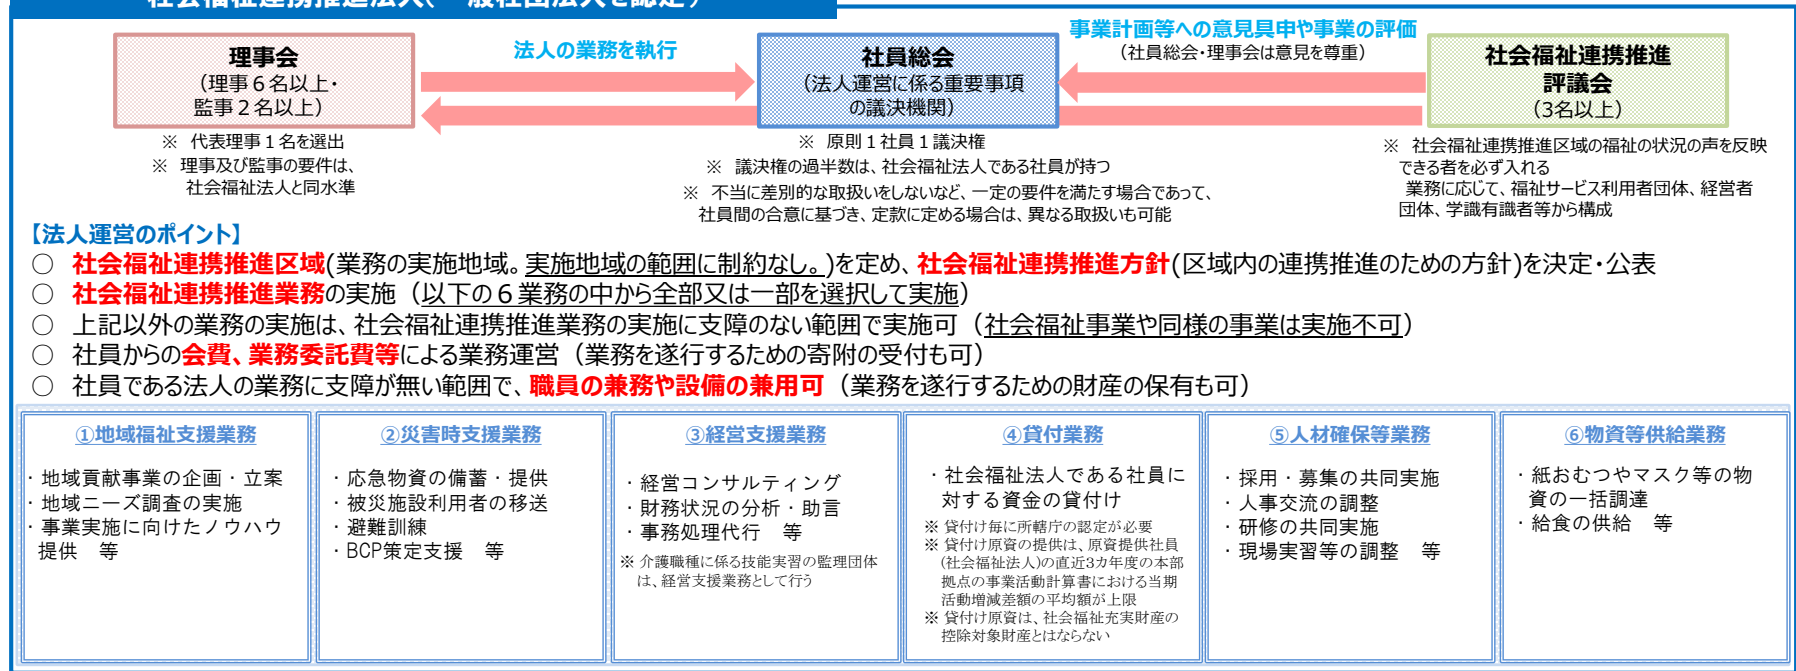 社会福祉連携推進法人(一般社団法人を認定)
理事会
(理事6名以上・
監事2名以上)
※ 代表理事1名を選出
※ 理事及び監事の要件は、
社会福祉法人と同水準
法人の業務を執行
社員総会
(法人運営に係る重要事項
の議決機関)
※ 原則1社員1議決権
※ 議決権の過半数は、社会福祉法人である社員が持つ
※ 不当に差別的な取扱いをしないなど、一定の要件を満たす場合であって、
社員間の合意に基づき、定款に定める場合は、異なる取扱いも可能
事業計画等への意見具申や事業の評価
(社員総会・理事会は意見を尊重)
社会福祉連携推進
評議会
(3名以上)
※ 社会福祉連携推進区域の福祉の状況の声を反映
できる者を必ず入れる
業務に応じて、福祉サービス利用者団体、経営者
団体、学識有識者等から構成
【法人運営のポイント】
○ 社会福祉連携推進区域(業務の実施地域。実施地域の範囲に制約なし。)を定め、社会福祉連携推進方針(区域内の連携推進のための方針)を決定・公表
○ 社会福祉連携推進業務の実施(以下の6業務の中から全部又は一部を選択して実施)
○ 上記以外の業務の実施は、社会福祉連携推進業務の実施に支障のない範囲で実施可(社会福祉事業や同様の事業は実施不可)
○ 社員からの会費、業務委託費等による業務運営(業務を遂行するための寄附の受付も可)
○ 社員である法人の業務に支障が無い範囲で、職員の兼務や設備の兼用可(業務を遂行するための財産の保有も可)
①地域福祉支援業務
・地域貢献事業の企画・立案
・地域ニーズ調査の実施
・事業実施に向けたノウハウ
提供 等
②災害時支援業務
・応急物資の備蓄・提供
・被災施設利用者の移送
・避難訓練
・BCP策定支援 等
③経営支援業務
・経営コンサルティング
・財務状況の分析・助言
・事務処理代行 等
※ 介護職種に係る技能実習の監理団体
は、経営支援業務として行う
④貸付業務
・社会福祉法人である社員に
対する資金の貸付け
※ 貸付け毎に所轄庁の認定が必要
※ 貸付け原資の提供は、原資提供社員
(社会福祉法人)の直近3カ年度の本部
拠点の事業活動計算書における当期
活動増減差額の平均額が上限
※ 貸付け原資は、社会福祉充実財産の
控除対象財産とはならない
⑤人材確保等業務
・採用・募集の共同実施
・人事交流の調整
・研修の共同実施
・現場実習等の調整 等
⑥物資等供給業務
・紙おむつやマスク等の物
資の一括調達
・給食の供給 等